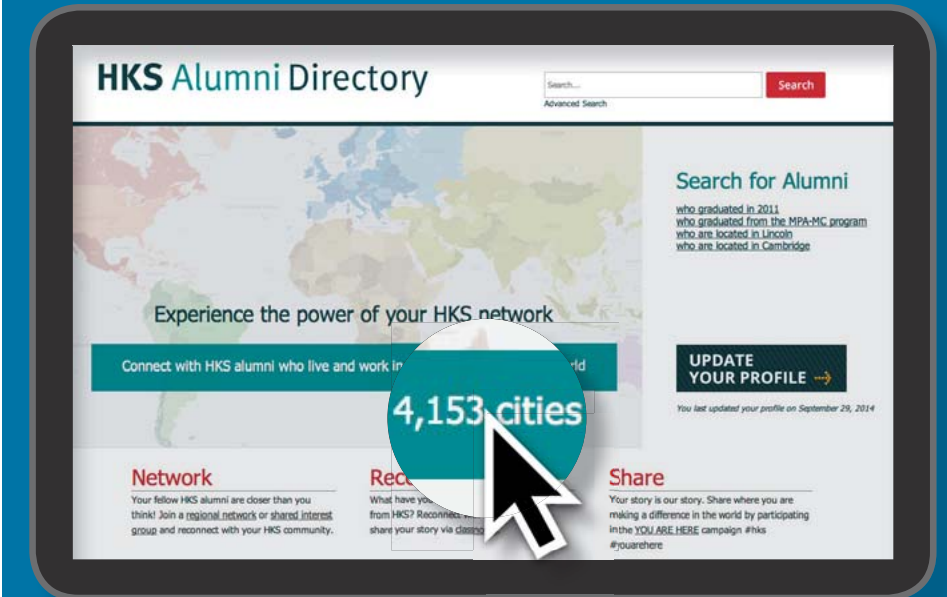 HKS Alumni Directory
Search...
Search
Advanced Search
Search for Alumni
who graduated in 2011
who graduated from the MPA-MC program
who are located in Lincoln
who are located in Cambridge
Experience the power of your HKS network
Connect with HKS alumni who live and work in
4,153 cities
UPDATE
YOUR PROFILE
You last updated your profile on September 29, 2014
Network
Your fellow HKS alumni are closer than you
think! Join a regional network or shared interest
group and reconnect with your HKS community.
What have
from HKS? Reconnect
share your story via
Share
Your story is our story. Share where you are
making a difference in the world by participating
in the YOU ARE HERE campaign #hks
#youarehere